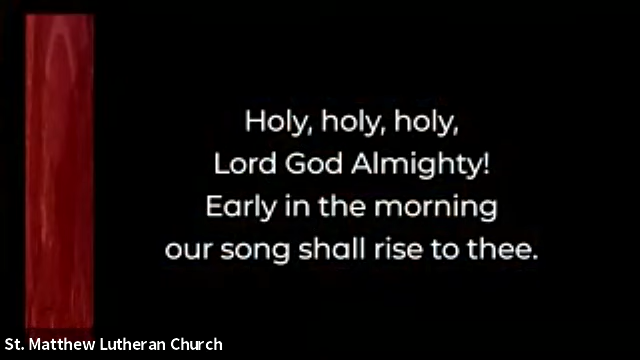 Holy, holy, holy,
Lord God Almighty!
Early in the morning
our song shall rise to thee.
St. Matthew Lutheran Church